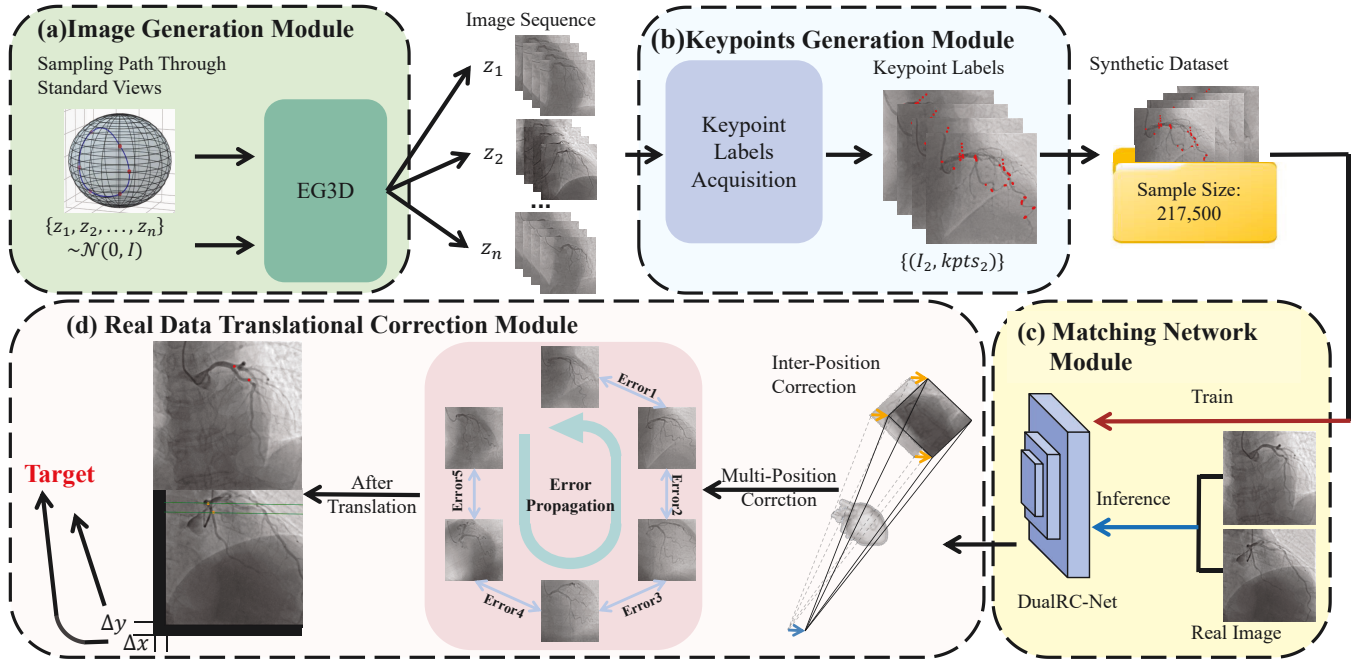 (a)Image Generation Module
Sampling Path Through
Standard Views
{z₁, z₂, …, zₙ}
~𝒩(0, I)
EG3D
Image Sequence
z₁
z₂
...
zₙ
(b)Keypoints Generation Module
Keypoint
Labels
Acquisition
Keypoint Labels
{(I₂, kpts₂)}
Synthetic Dataset
Sample Size:
217,500
(c) Matching Network
Module
Train
Inference
DualRC-Net
Real Image
(d) Real Data Translational Correction Module
Inter-Position
Correction
Multi-Position
Corrction
Error1
Error2
Error3
Error4
Error5
Error
Propagation
After
Translation
Target
Δy
Δx